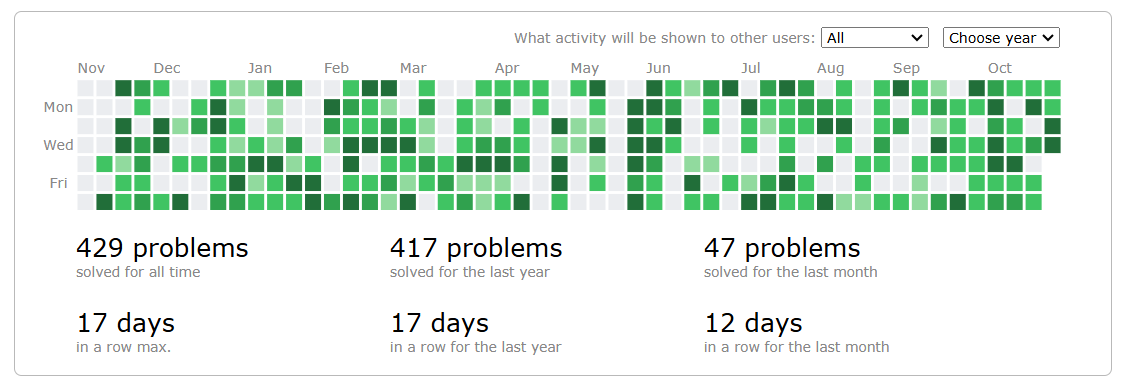 What activity will be shown to other users: All Choose year
Nov Dec Jan Feb Mar Apr May Jun Jul Aug Sep Oct
Mon
Wed
Fri
429 problems 417 problems 47 problems
solved for all time solved for the last year solved for the last month
17 days 17 days 12 days
in a row max. in a row for the last year in a row for the last month